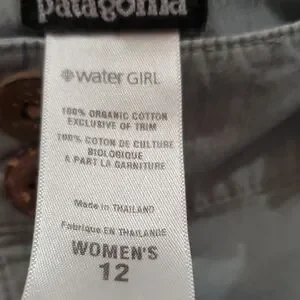 patagonia
water GIRL
100% ORGANIC COTTON
EXCLUSIVE OF TRIM
100% COTON DE CULTURE
BIOLOGIQUE
A PART LA GARNITURE
Made in THAILAND
Fabriqué EN THAILANDE
WOMEN'S
12